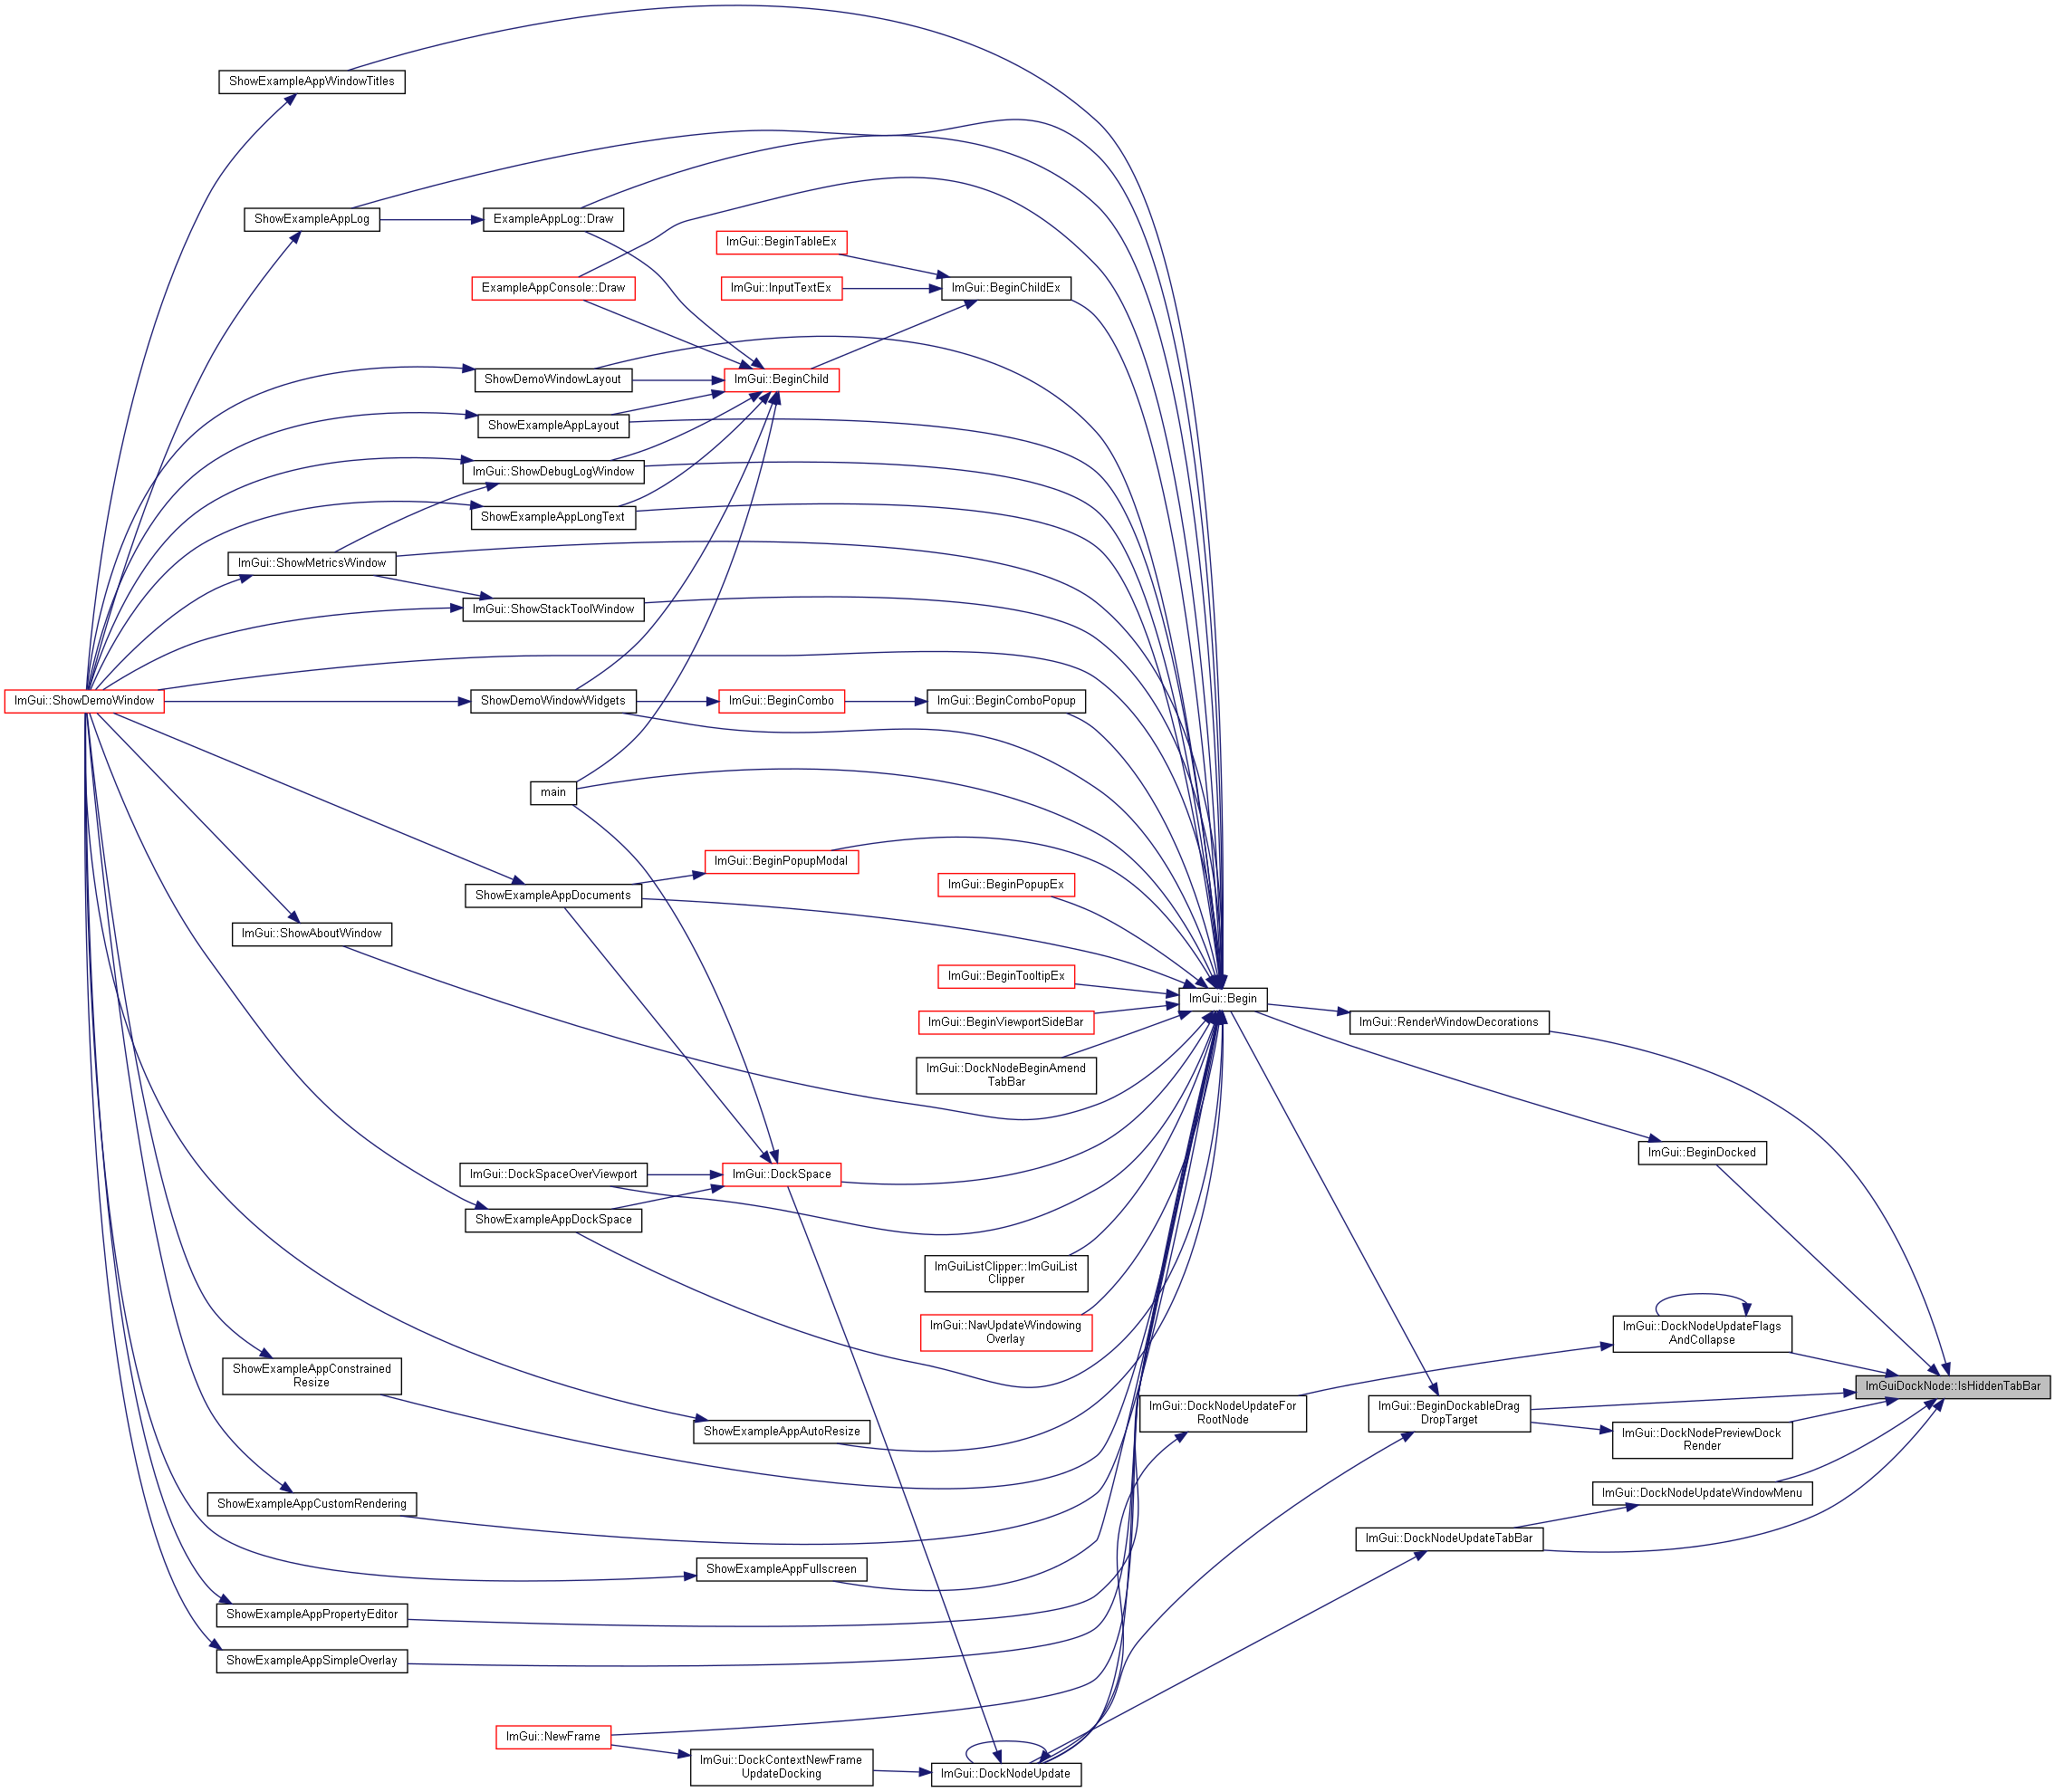 ShowExampleAppWindowTitles
ShowExampleAppLog
ExampleAppLog::Draw
ImGui::BeginTableEx
ExampleAppConsole::Draw
ImGui::InputTextEx
ImGui::BeginChildEx
ShowDemoWindowLayout
ImGui::BeginChild
ShowExampleAppLayout
ImGui::ShowDebugLogWindow
ShowExampleAppLongText
ImGui::ShowMetricsWindow
ImGui::ShowStackToolWindow
ImGui::ShowDemoWindow
ShowDemoWindowWidgets
ImGui::BeginCombo
ImGui::BeginComboPopup
main
ImGui::BeginPopupModal
ImGui::BeginPopupEx
ShowExampleAppDocuments
ImGui::ShowAboutWindow
ImGui::BeginTooltipEx
ImGui::Begin
ImGui::BeginViewportSideBar
ImGui::RenderWindowDecorations
ImGui::DockNodeBeginAmend
TabBar
ImGui::BeginDocked
ImGui::DockSpaceOverViewport
ImGui::DockSpace
ShowExampleAppDockSpace
ImGuiListClipper::ImGuiList
Clipper
ImGui::NavUpdateWindowing
Overlay
ImGui::DockNodeUpdateFlags
AndCollapse
ShowExampleAppConstrained
Resize
ImGuiDockNode::IsHiddenTabBar
ImGui::DockNodeUpdateFor
RootNode
ImGui::BeginDockableDrag
DropTarget
ShowExampleAppAutoResize
ImGui::DockNodePreviewDock
Render
ImGui::DockNodeUpdateWindowMenu
ShowExampleAppCustomRendering
ImGui::DockNodeUpdateTabBar
ShowExampleAppFullscreen
ShowExampleAppPropertyEditor
ShowExampleAppSimpleOverlay
ImGui::NewFrame
ImGui::DockContextNewFrame
UpdateDocking
ImGui::DockNodeUpdate